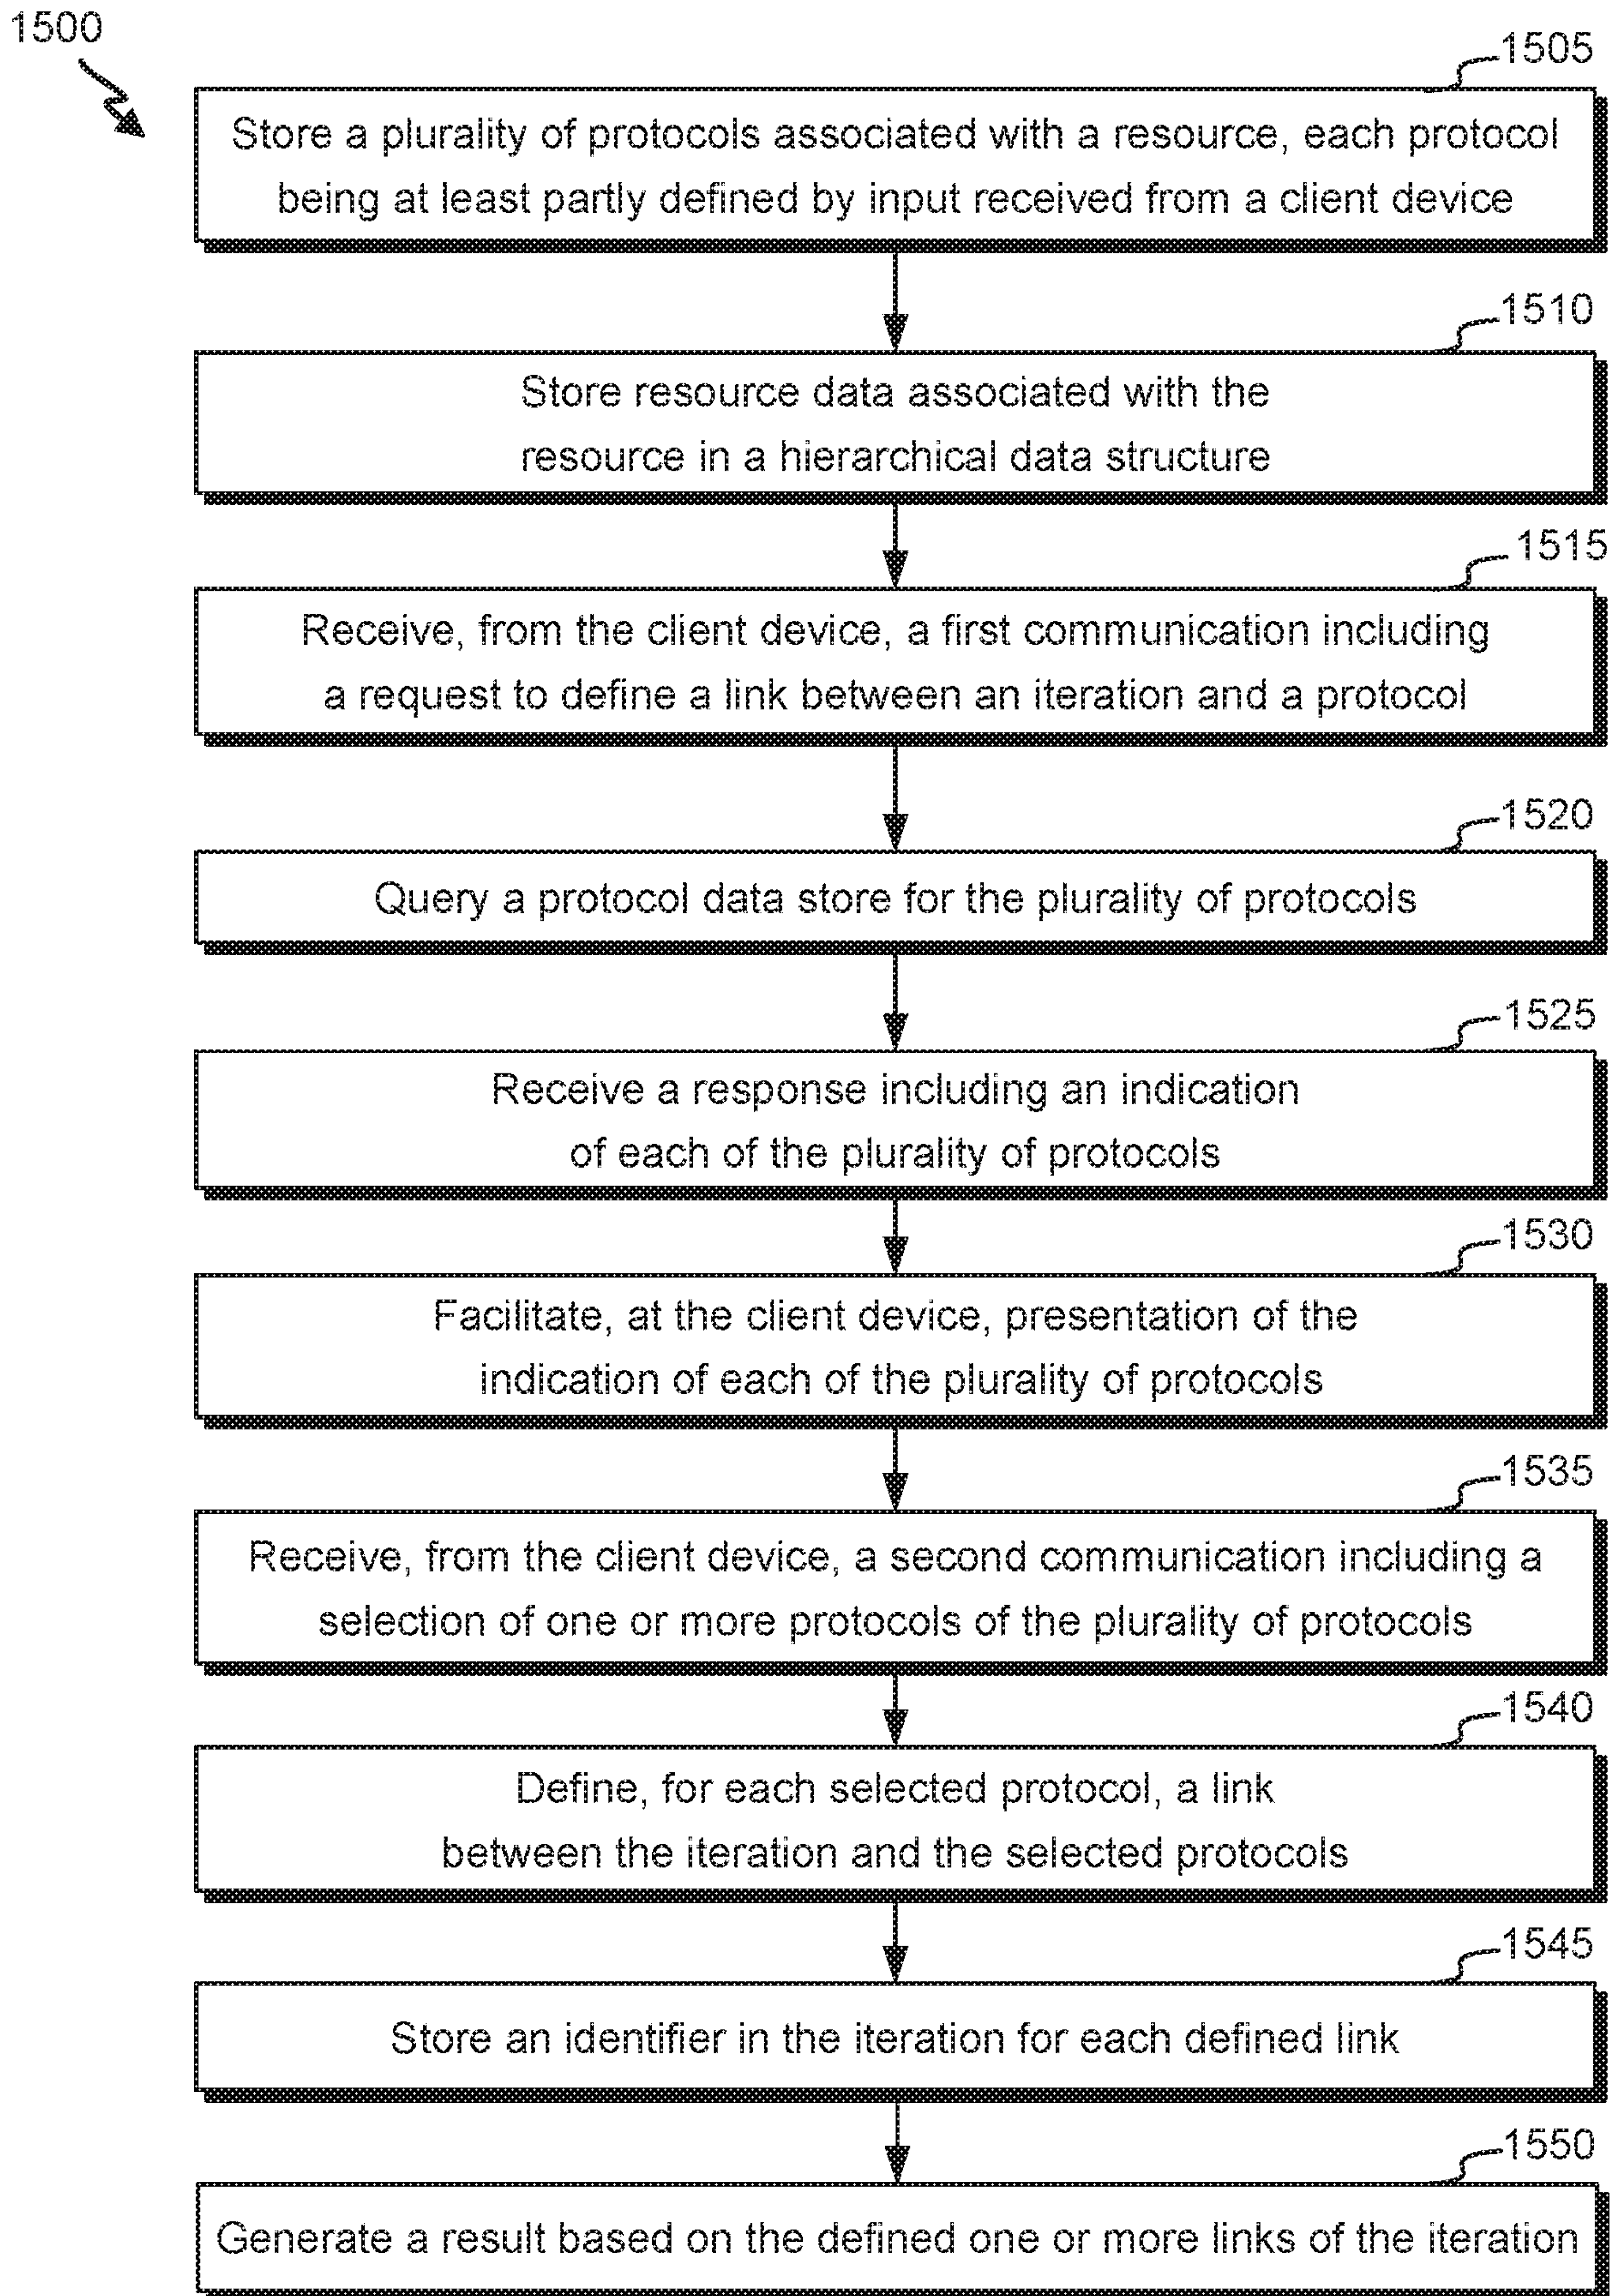 1500
1505
Store a plurality of protocols associated with a resource, each protocol
being at least partly defined by input received from a client device
1510
Store resource data associated with the
resource in a hierarchical data structure
1515
Receive, from the client device, a first communication including
a request to define a link between an iteration and a protocol
1520
Query a protocol data store for the plurality of protocols
1525
Receive a response including an indication
of each of the plurality of protocols
1530
Facilitate, at the client device, presentation of the
indication of each of the plurality of protocols
1535
Receive, from the client device, a second communication including a
selection of one or more protocols of the plurality of protocols
1540
Define, for each selected protocol, a link
between the iteration and the selected protocols
1545
Store an identifier in the iteration for each defined link
1550
Generate a result based on the defined one or more links of the iteration